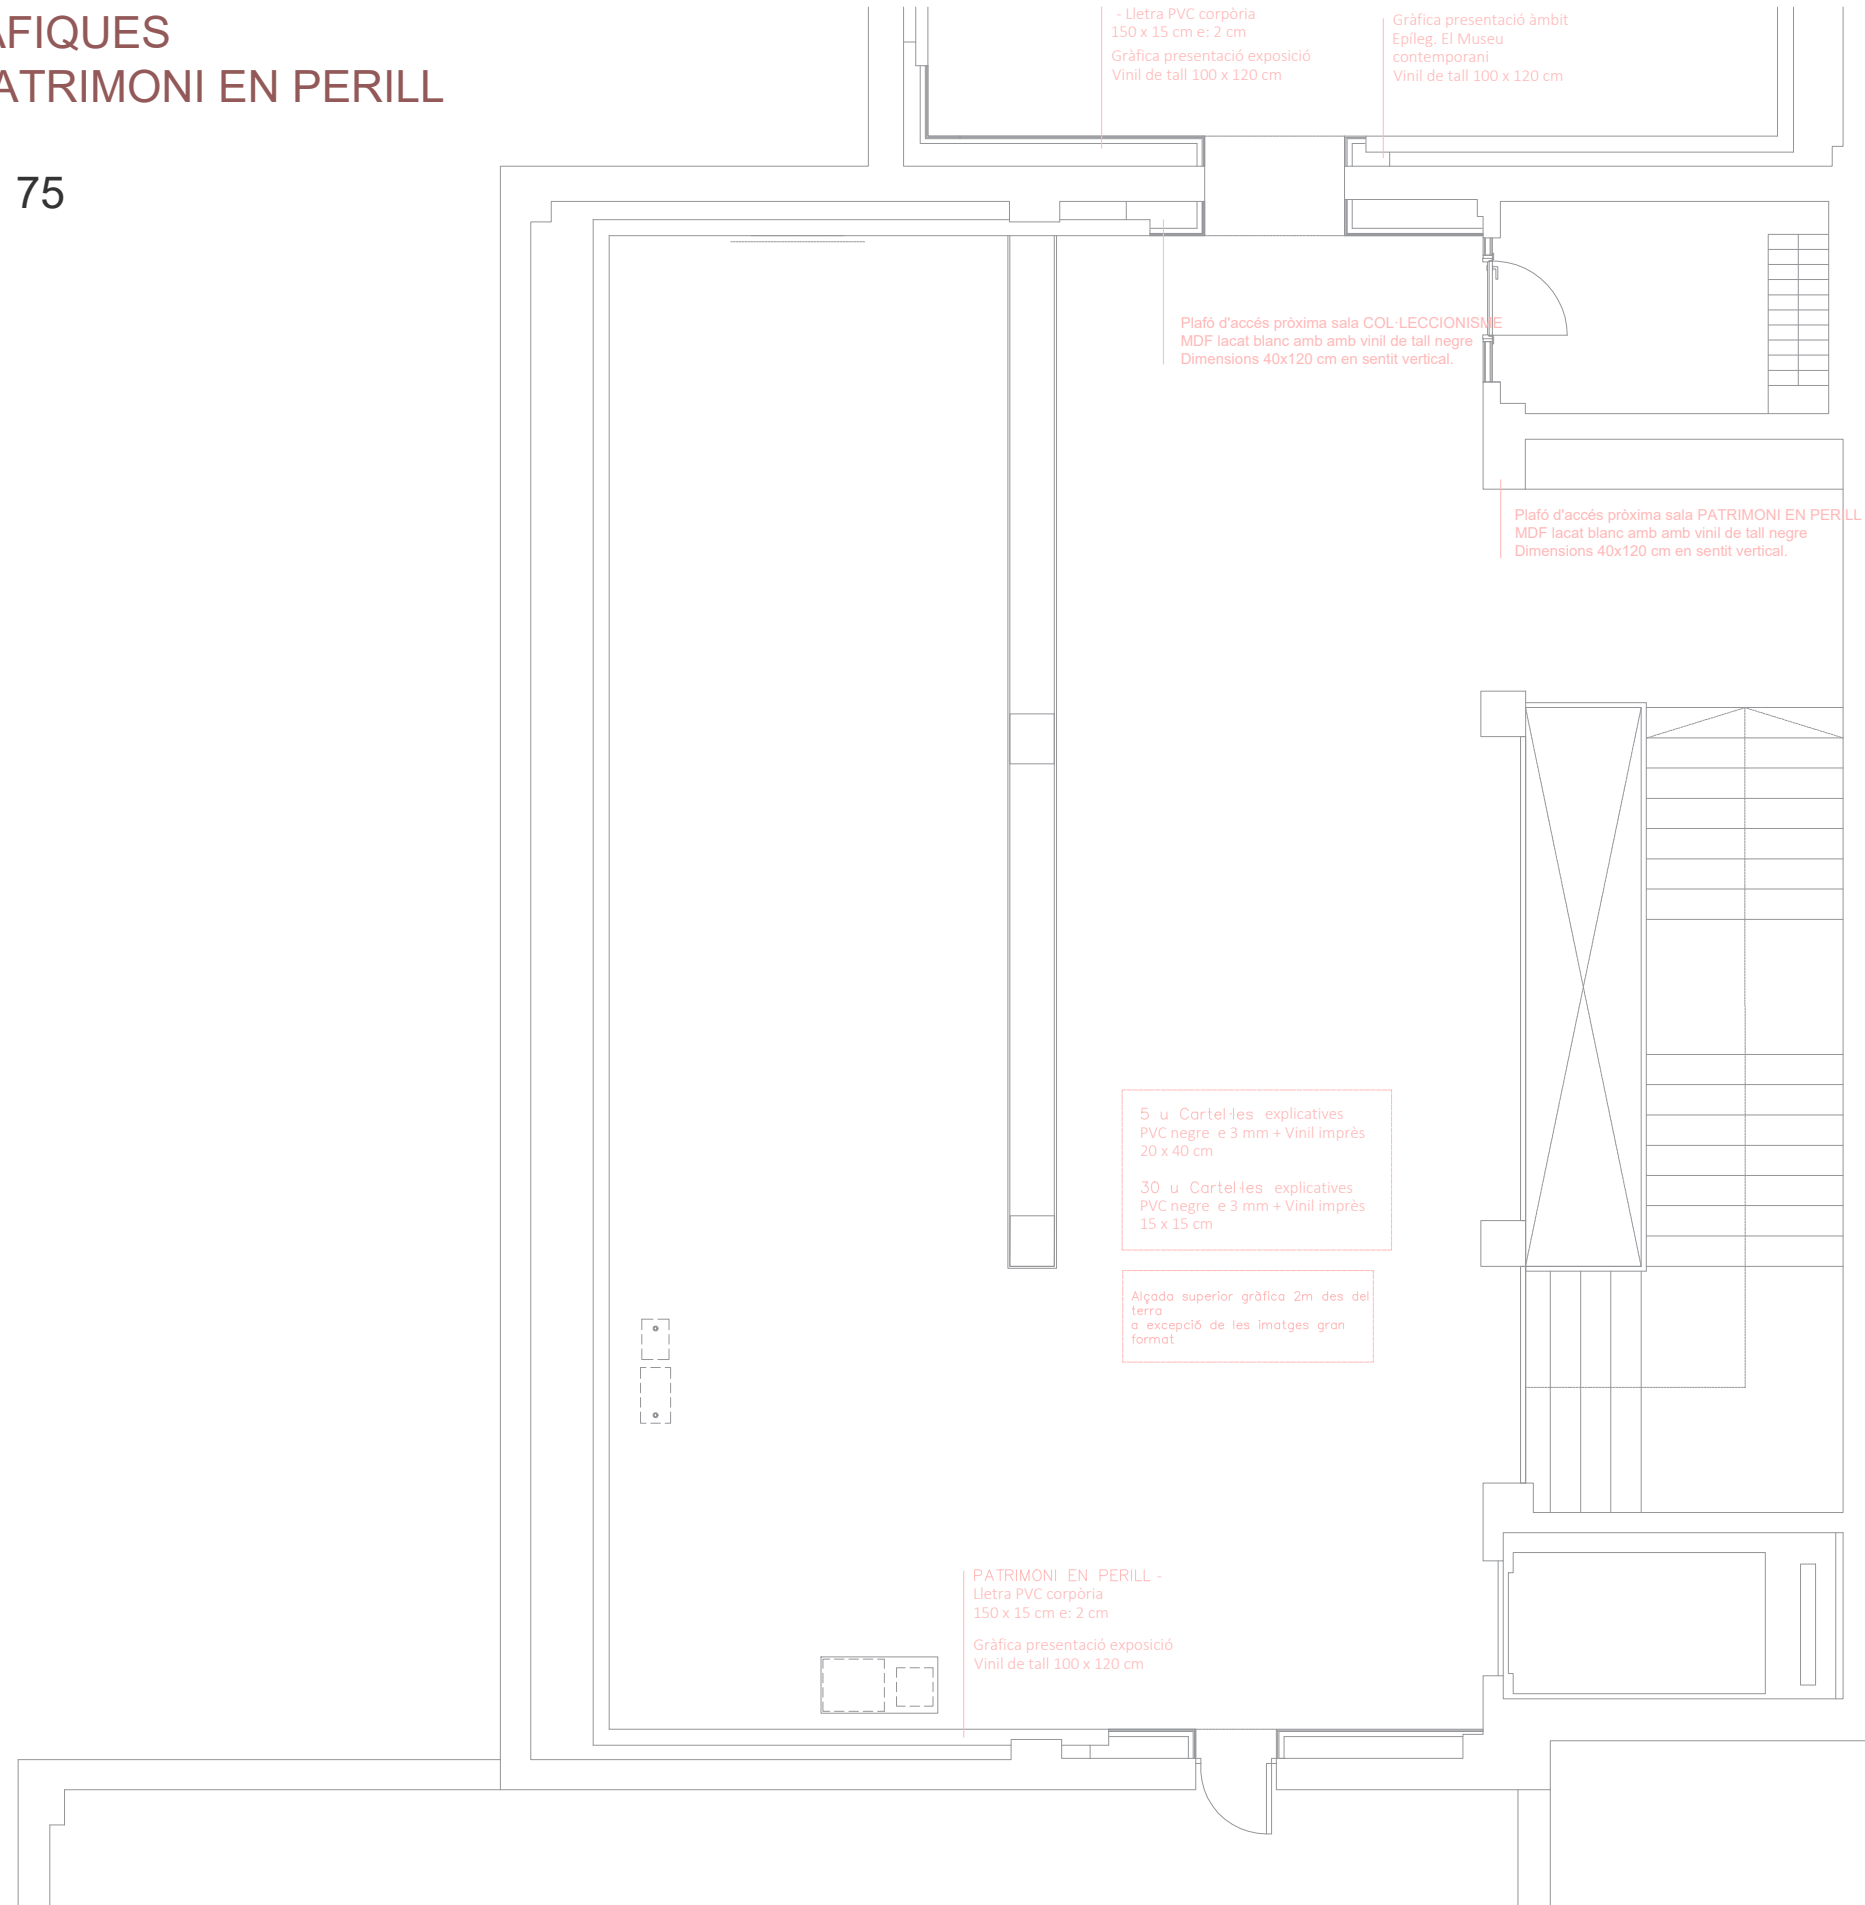 AFIQUES
ATRIMONI EN PERILL
75
- Lletra PVC corpòria
150 x 15 cm e: 2 cm
Gràfica presentació exposició
Vinil de tall 100 x 120 cm
Gràfica presentació àmbit
Epíleg. El Museu
contemporani
Vinil de tall 100 x 120 cm
Plafó d'accés pròxima sala COL·LECCIONISME
MDF lacat blanc amb amb vinil de tall negre
Dimensions 40x120 cm en sentit vertical.
Plafó d'accés pròxima sala PATRIMONI EN PERILL
MDF lacat blanc amb amb vinil de tall negre
Dimensions 40x120 cm en sentit vertical.
5 u Cartel·les explicatives
PVC negre e 3 mm + Vinil imprès
20 x 40 cm
30 u Cartel·les explicatives
PVC negre e 3 mm + Vinil imprès
15 x 15 cm
Alçada superior gràfica 2m des del
terra
a excepció de les imatges gran
format
PATRIMONI EN PERILL -
Lletra PVC corpòria
150 x 15 cm e: 2 cm
Gràfica presentació exposició
Vinil de tall 100 x 120 cm